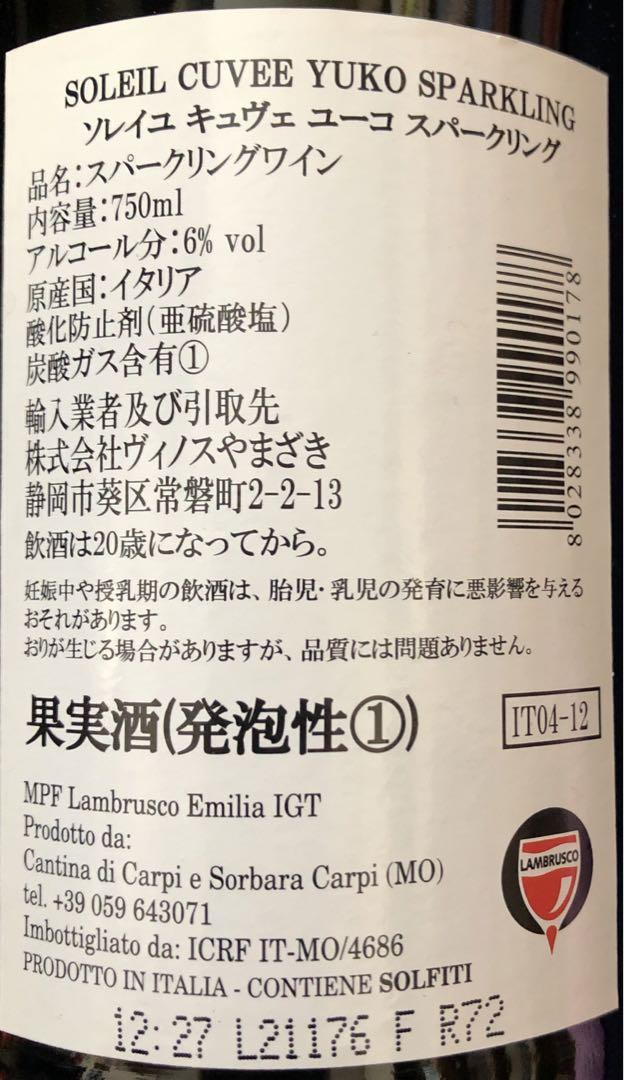 SOLEIL CUVEE YUKO SPARKLING
ソレイユ キュヴェ ユーコ スパークリング
品名:スパークリングワイン
内容量:750ml
アルコール分:6% vol
原産国:イタリア
酸化防止剤(亜硫酸塩)
炭酸ガス含有①
輸入業者及び引取先
株式会社ヴィノスやまざき
静岡市葵区常磐町2-2-13
飲酒は20歳になってから。
妊娠中や授乳期の飲酒は、胎児・乳児の発育に悪影響を与える
おそれがあります。
おりが生じる場合がありますが、品質には問題ありません。
8 028338 990178
果実酒(発泡性①)
IT04-12
MPF Lambrusco Emilia IGT
Prodotto da:
Cantina di Carpi e Sorbara Carpi (MO)
tel. +39 059 643071
Imbottigliato da: ICRF IT-MO/4686
PRODOTTO IN ITALIA - CONTIENE SOLFITI
LAMBRUSCO
12:27 L21176 F R72